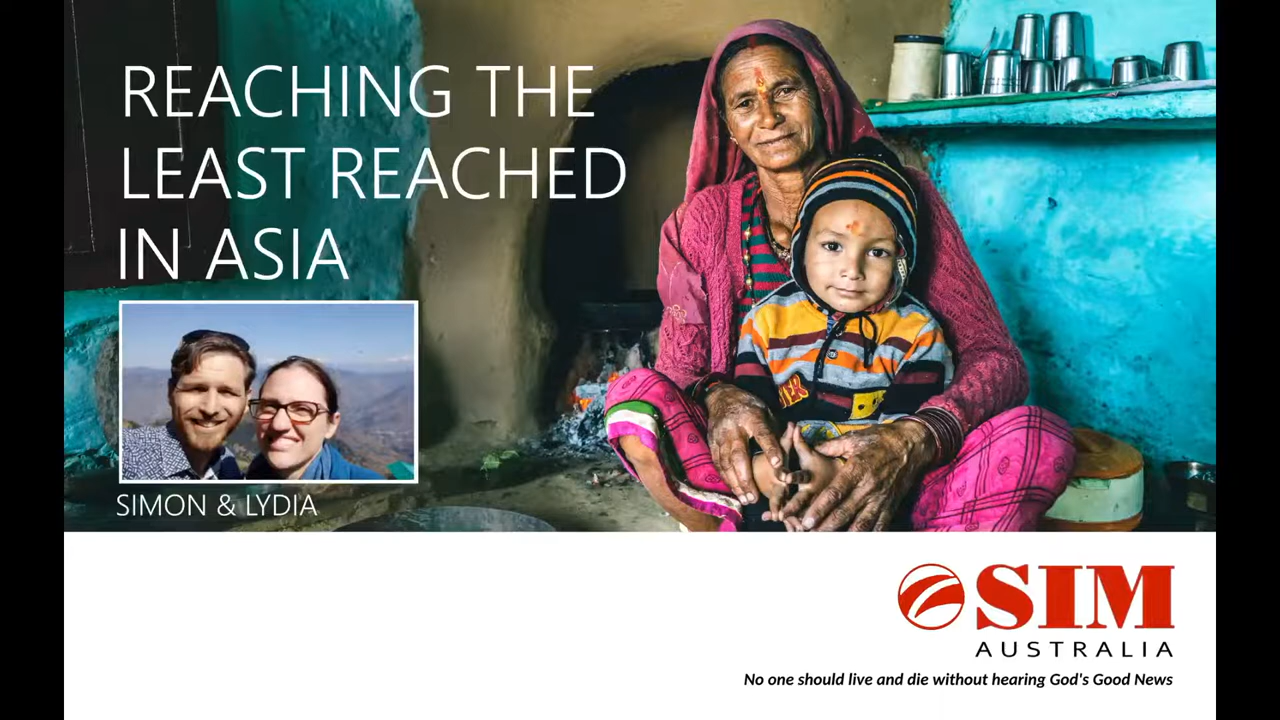 REACHING THE
LEAST REACHED
IN ASIA
SIMON & LYDIA
SIM
AUSTRALIA
No one should live and die without hearing God's Good News